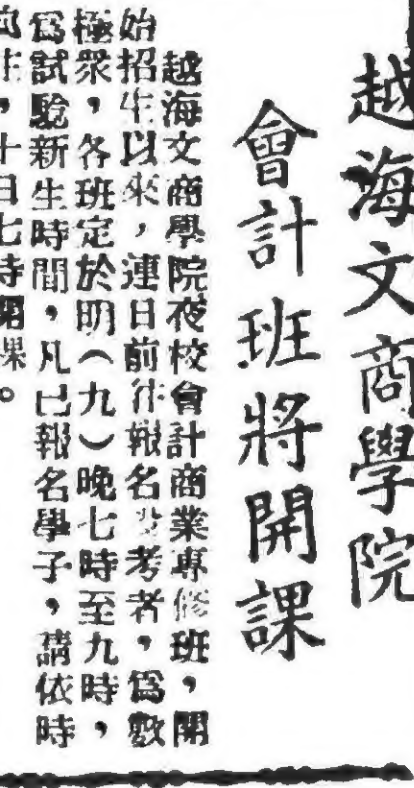 越海文商學院
會計班將開課
越海文商學院夜校會計商業專修班，開
始招生以來，連日前往報名考者，爲數
極衆，各班定於明（九）晚七時至九時，
爲試驗新生時間，凡已報名學子，請依時
十日七時開課。